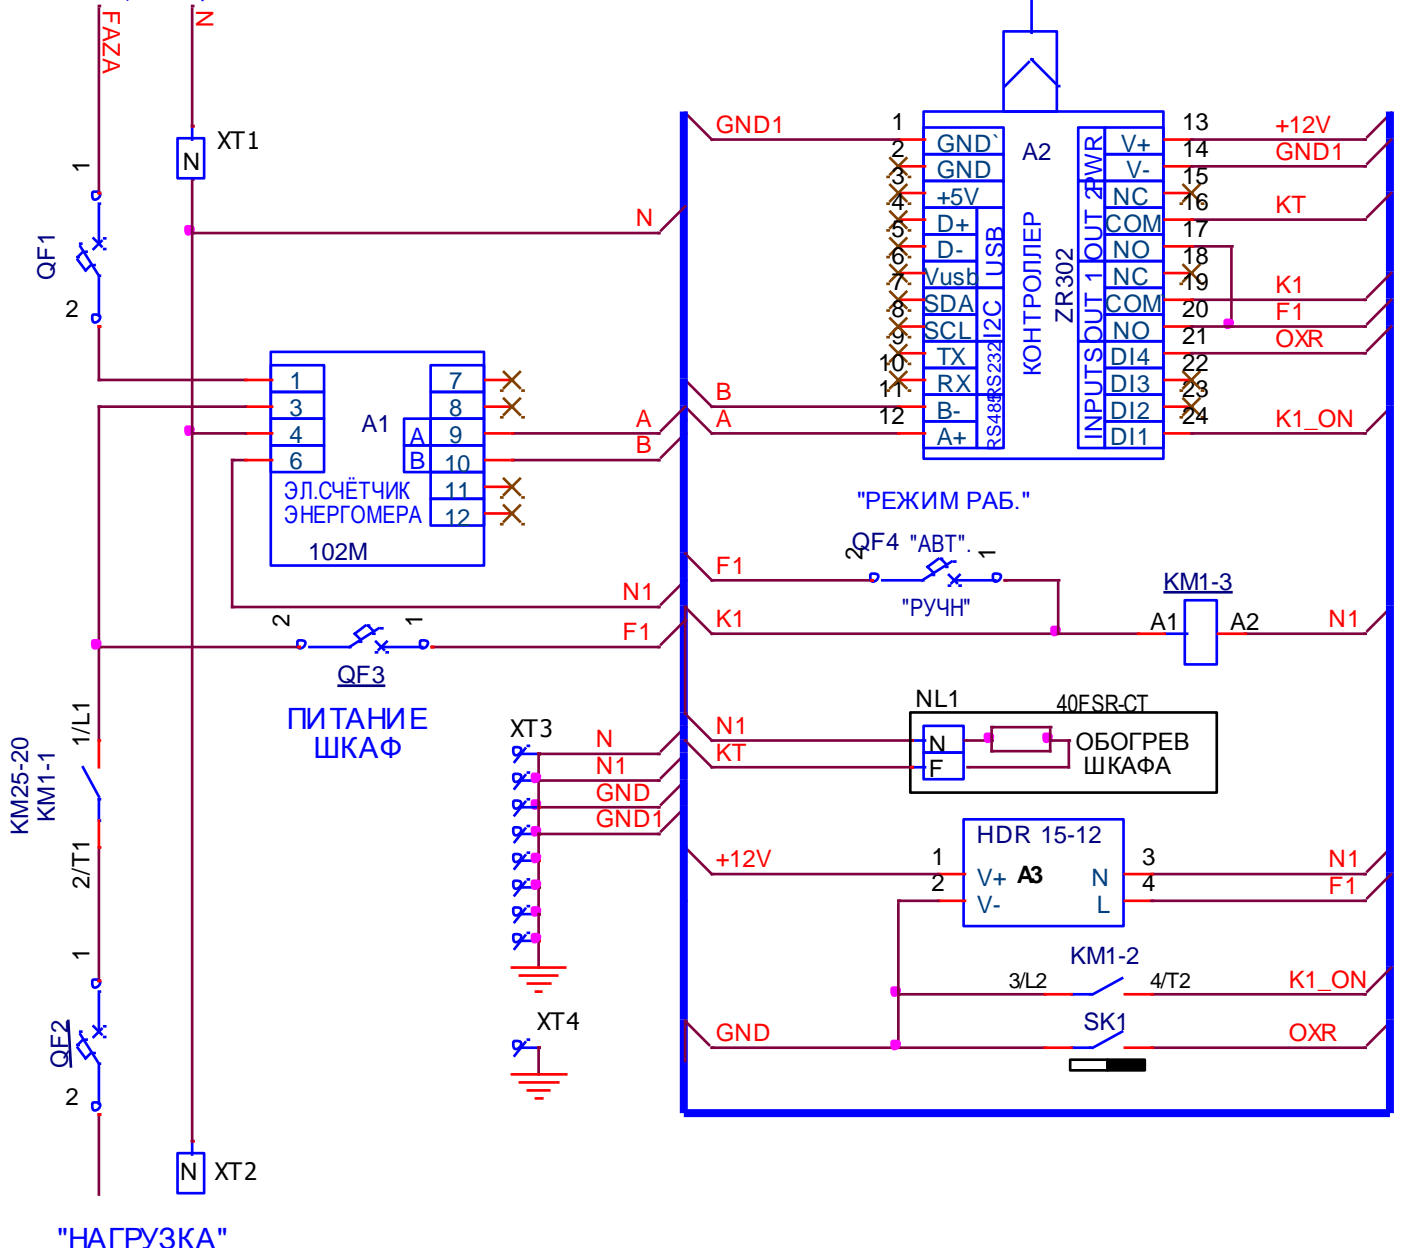 FAZA
N
XT1
N
1
QF1
2
N
A1
1
3
4
6
7
8
A 9
B 10
11
12
ЭЛ.СЧЁТЧИК
ЭНЕРГОМЕРА
102М
A
B
N1
F1
2
1
QF3
ПИТАНИЕ
ШКАФ
KM25-20
KM1-1
1/L1
2/T1
1
QF2
2
N
XT2
"НАГРУЗКА"
XT3
N
N1
GND
GND1
XT4
GND1
B
A
A2
КОНТРОЛЛЕР
ZR302
1
2
3
4
5
6
7
8
9
10
11
12
GND`
GND
+5V
D+
D-
Vusb
SDA
SCL
TX
RX
B-
A+
USB
I2C
RS232
RS485
PWR
OUT 2
OUT 1
INPUTS
V+
V-
NC
COM
NO
NC
COM
NO
DI4
DI3
DI2
DI1
13
14
15
16
17
18
19
20
21
22
23
24
+12V
GND1
KT
K1
F1
OXR
K1_ON
"РЕЖИМ РАБ."
F1
2
QF4 "АВТ".
1
"РУЧН"
K1
KM1-3
A1
A2
N1
NL1
40FSR-CT
N1
N
KT
F
ОБОГРЕВ
ШКАФА
HDR 15-12
+12V
1
2
V+
A3
N
V-
L
3
4
N1
F1
KM1-2
3/L2
4/T2
K1_ON
SK1
GND
OXR